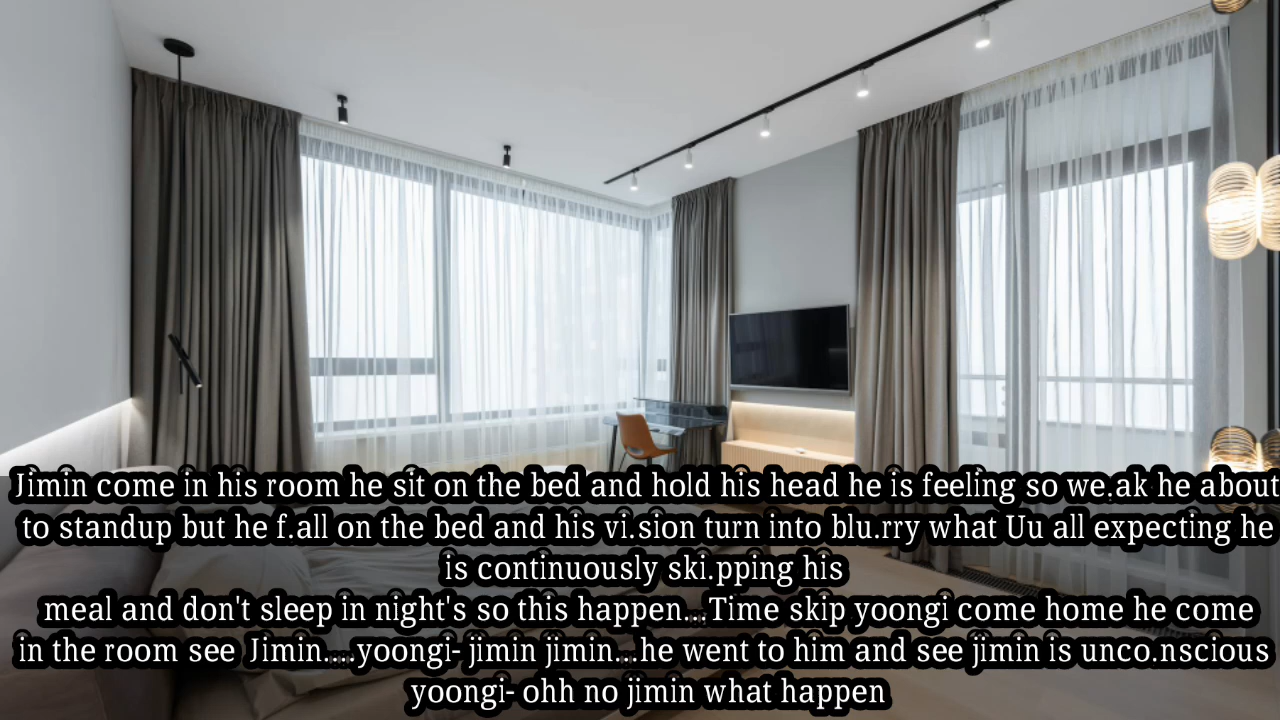 Jimin come in his room he sit on the bed and hold his head he is feeling so we.ak he about
to standup but he f.all on the bed and his vi.sion turn into blu.rry what Uu all expecting he
is continuously ski.pping his
meal and don't sleep in night's so this happen...Time skip yoongi come home he come
in the room see Jimin....yoongi- jimin jimin...he went to him and see jimin is unco.nscious
yoongi- ohh no jimin what happen